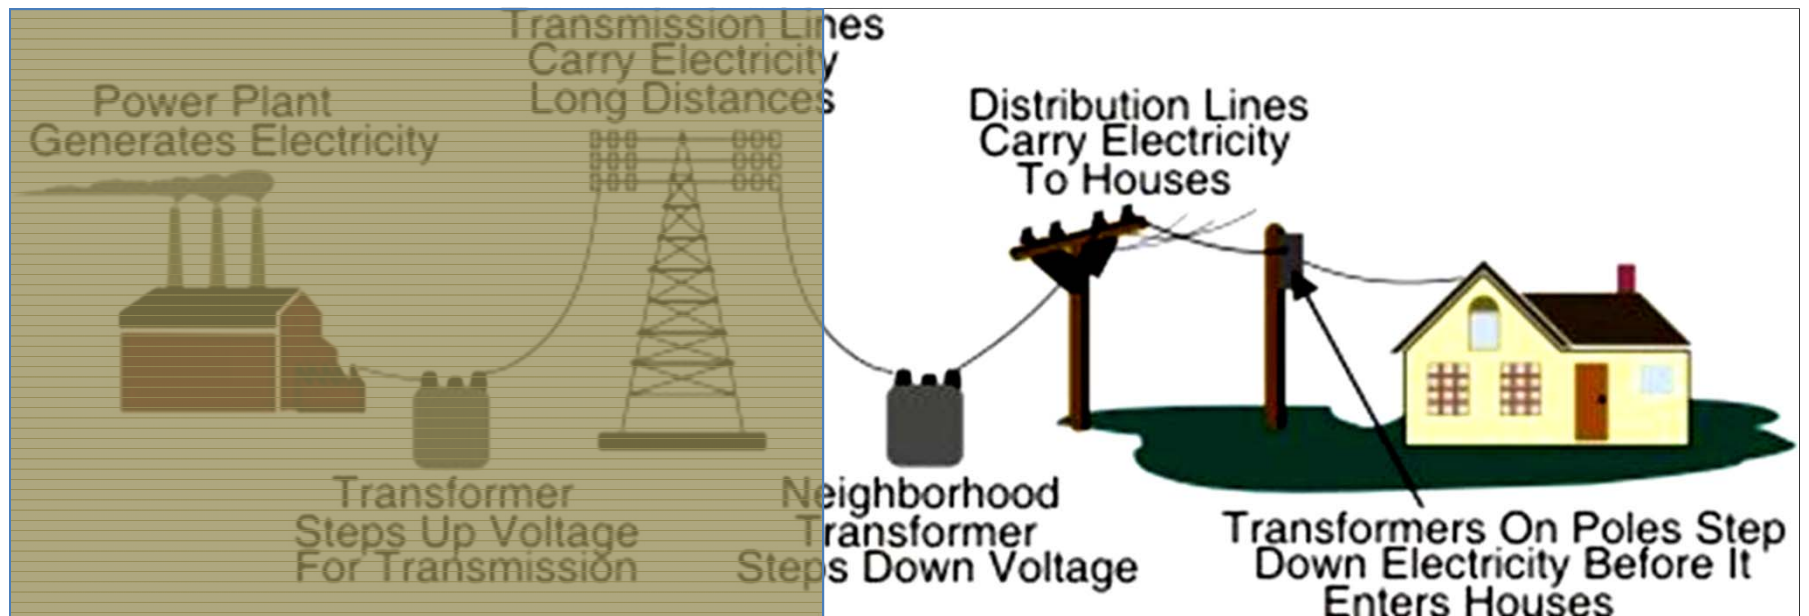 Transmission Lines
Carry Electricity
Long Distances
Power Plant
Generates Electricity
Distribution Lines
Carry Electricity
To Houses
Transformer
Steps Up Voltage
For Transmission
Neighborhood
Transformer
Steps Down Voltage
Transformers On Poles Step
Down Electricity Before It
Enters Houses